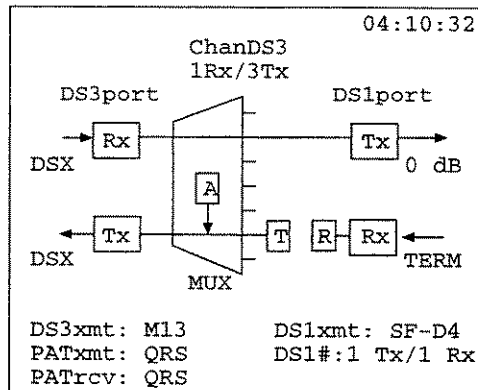 04:10:32
ChanDS3
1Rx/3Tx
DS3port
DS1port
Rx
Tx
DSX
0 dB
A
Tx
T
R
Rx
DSX
TERM
MUX
DS3xmt: M13
DS1xmt: SF-D4
PATxmt: QRS
DS1#:1 Tx/1 Rx
PATrcv: QRS